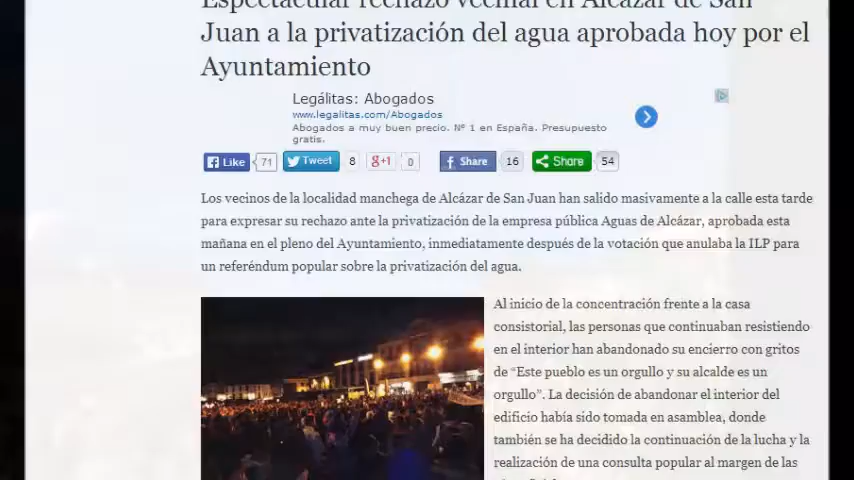 Espectacular rechazo vecinal en Alcázar de San
Juan a la privatización del agua aprobada hoy por el
Ayuntamiento
Legálitas: Abogados
www.legalitas.com/Abogados
Abogados a muy buen precio. Nº 1 en España. Presupuesto
gratis.
Like 71 Tweet 8 g+1 0 Share 16 Share 54
Los vecinos de la localidad manchega de Alcázar de San Juan han salido masivamente a la calle esta tarde
para expresar su rechazo ante la privatización de la empresa pública Aguas de Alcázar, aprobada esta
mañana en el pleno del Ayuntamiento, inmediatamente después de la votación que anulaba la ILP para
un referéndum popular sobre la privatización del agua.
Al inicio de la concentración frente a la casa
consistorial, las personas que continuaban resistiendo
en el interior han abandonado su encierro con gritos
de “Este pueblo es un orgullo y su alcalde es un
orgullo”. La decisión de abandonar el interior del
edificio había sido tomada en asamblea, donde
también se ha decidido la continuación de la lucha y la
realización de una consulta popular al margen de las